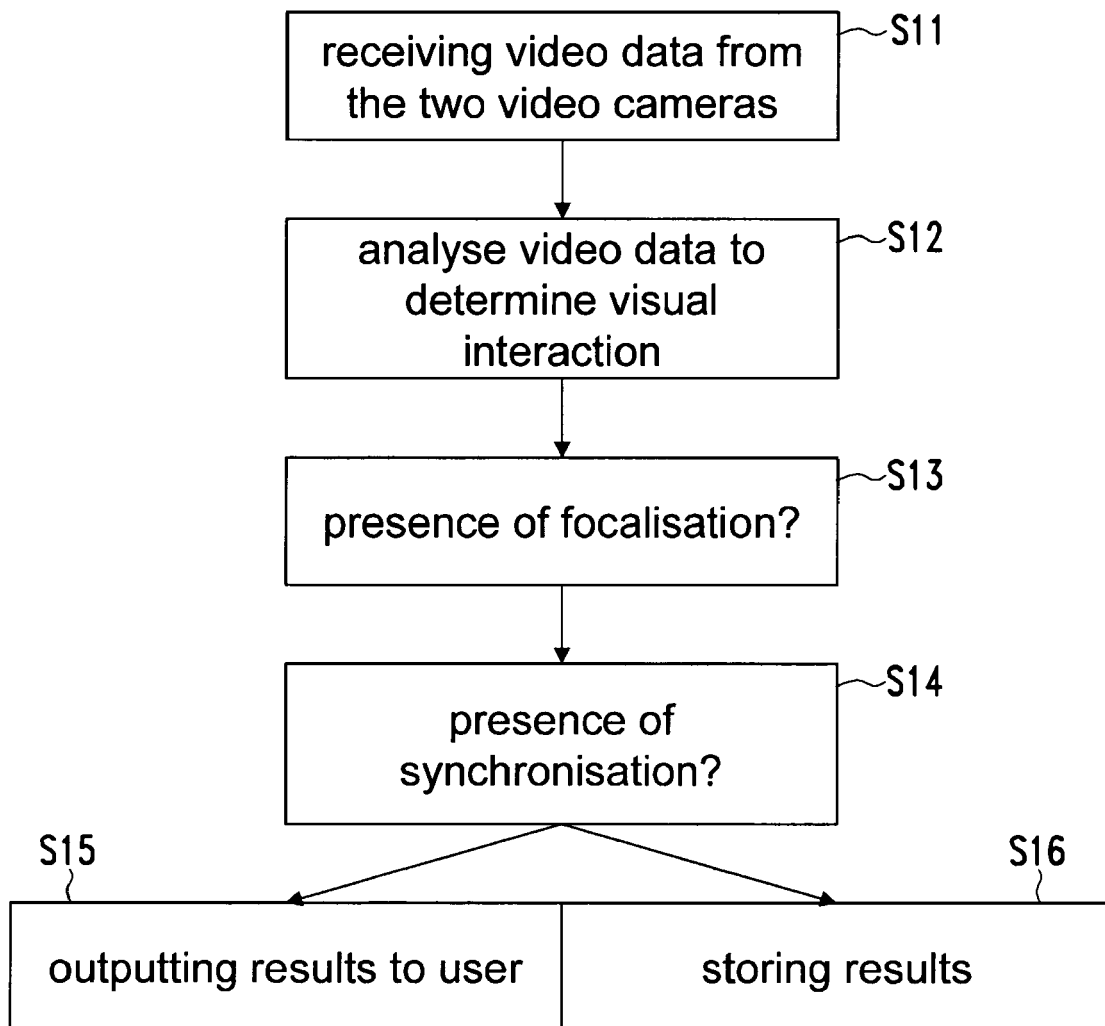 receiving video data from
the two video cameras
S11
analyse video data to
determine visual
interaction
S12
presence of focalisation?
S13
presence of
synchronisation?
S14
S15
outputting results to user
S16
storing results